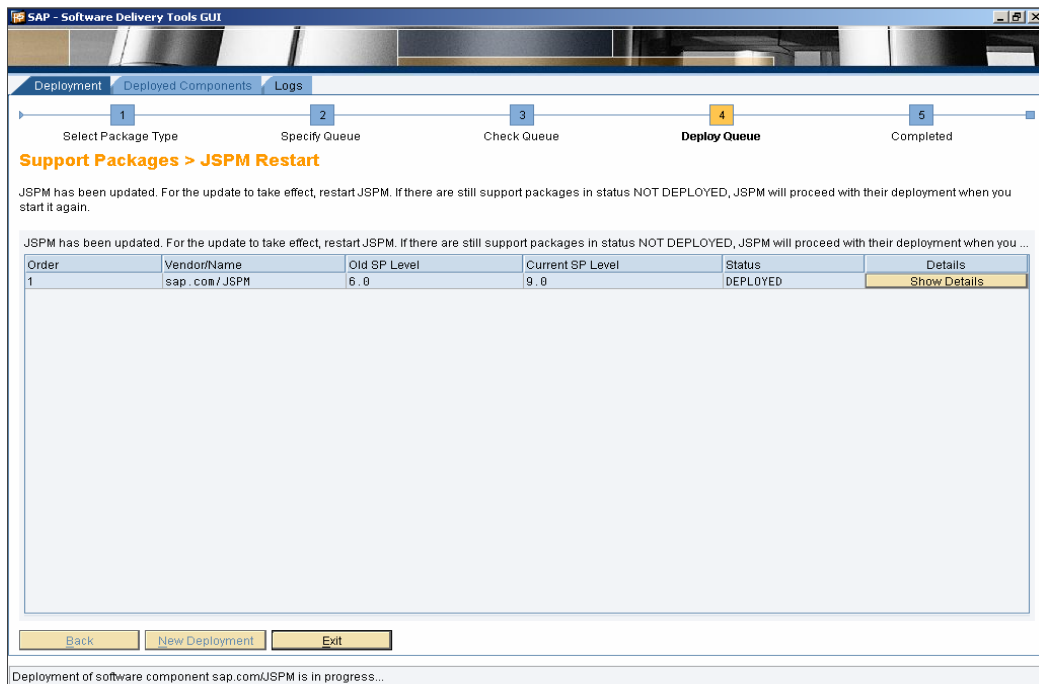 SAP - Software Delivery Tools GUI
Deployment Deployed Components Logs
1 2 3 4 5
Select Package Type Specify Queue Check Queue Deploy Queue Completed
Support Packages > JSPM Restart
JSPM has been updated. For the update to take effect, restart JSPM. If there are still support packages in status NOT DEPLOYED, JSPM will proceed with their deployment when you
start it again.
JSPM has been updated. For the update to take effect, restart JSPM. If there are still support packages in status NOT DEPLOYED, JSPM will proceed with their deployment when you ...
Order Vendor/Name Old SP Level Current SP Level Status Details
1 sap.com/JSPM 6.0 9.0 DEPLOYED Show Details
Back New Deployment Exit
Deployment of software component sap.com/JSPM is in progress...